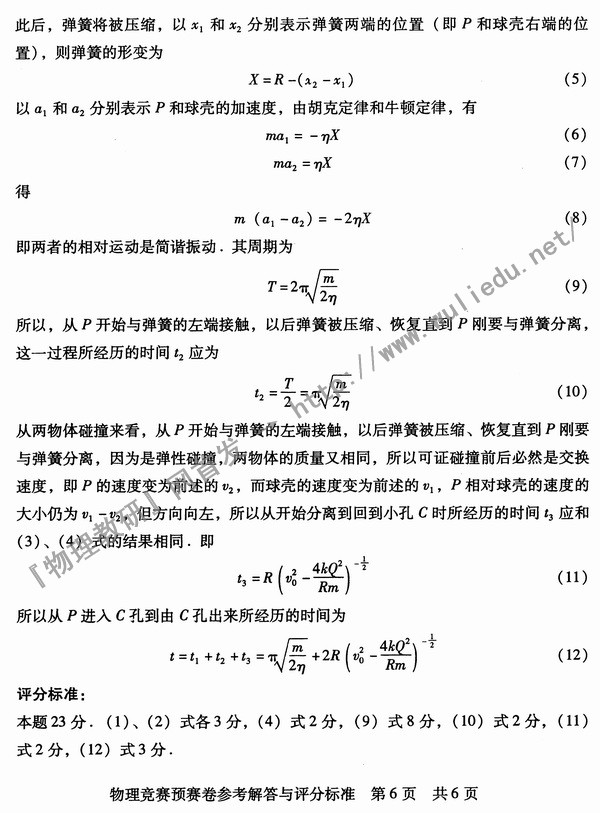 此后，弹簧将被压缩，以 x₁ 和 x₂ 分别表示弹簧两端的位置（即 P 和球壳右端的位
置），则弹簧的形变为
X = R −(x₂ − x₁) (5)
以 a₁ 和 a₂ 分别表示 P 和球壳的加速度，由胡克定律和牛顿定律，有
ma₁ = −ηX (6)
ma₂ = ηX (7)
得
m（a₁ − a₂）= −2ηX (8)
即两者的相对运动是简谐振动．其周期为
T = 2π√(m/2η) (9)
所以，从 P 开始与弹簧的左端接触，以后弹簧被压缩、恢复直到 P 刚要与弹簧分离，
这一过程所经历的时间 t₂ 应为
t₂ = T/2 = π√(m/2η) (10)
从两物体碰撞来看，从 P 开始与弹簧的左端接触，以后弹簧被压缩、恢复直到 P 刚要
与弹簧分离，因为是弹性碰撞，两物体的质量又相同，所以可证碰撞前后必然是交换
速度，即 P 的速度变为前述的 v₂，而球壳的速度变为前述的 v₁，P 相对球壳的速度的
大小仍为 v₁ − v₂，但方向向左，所以从开始分离到回到小孔 C 时所经历的时间 t₃ 应和
（3）、（4）式的结果相同．即
t₃ = R (v₀² − 4kQ²/Rm)^(−1/2) (11)
所以从 P 进入 C 孔到由 C 孔出来所经历的时间为
t = t₁ + t₂ + t₃ = π√(m/2η) + 2R (v₀² − 4kQ²/Rm)^(−1/2) (12)
评分标准：
本题 23 分．（1）、（2）式各 3 分，（4）式 2 分，（9）式 8 分，（10）式 2 分，（11）
式 2 分，（12）式 3 分．
物理竞赛预赛卷参考解答与评分标准 第 6 页 共 6 页
『物理教研』网首发 - http://www.wuliedu.net/